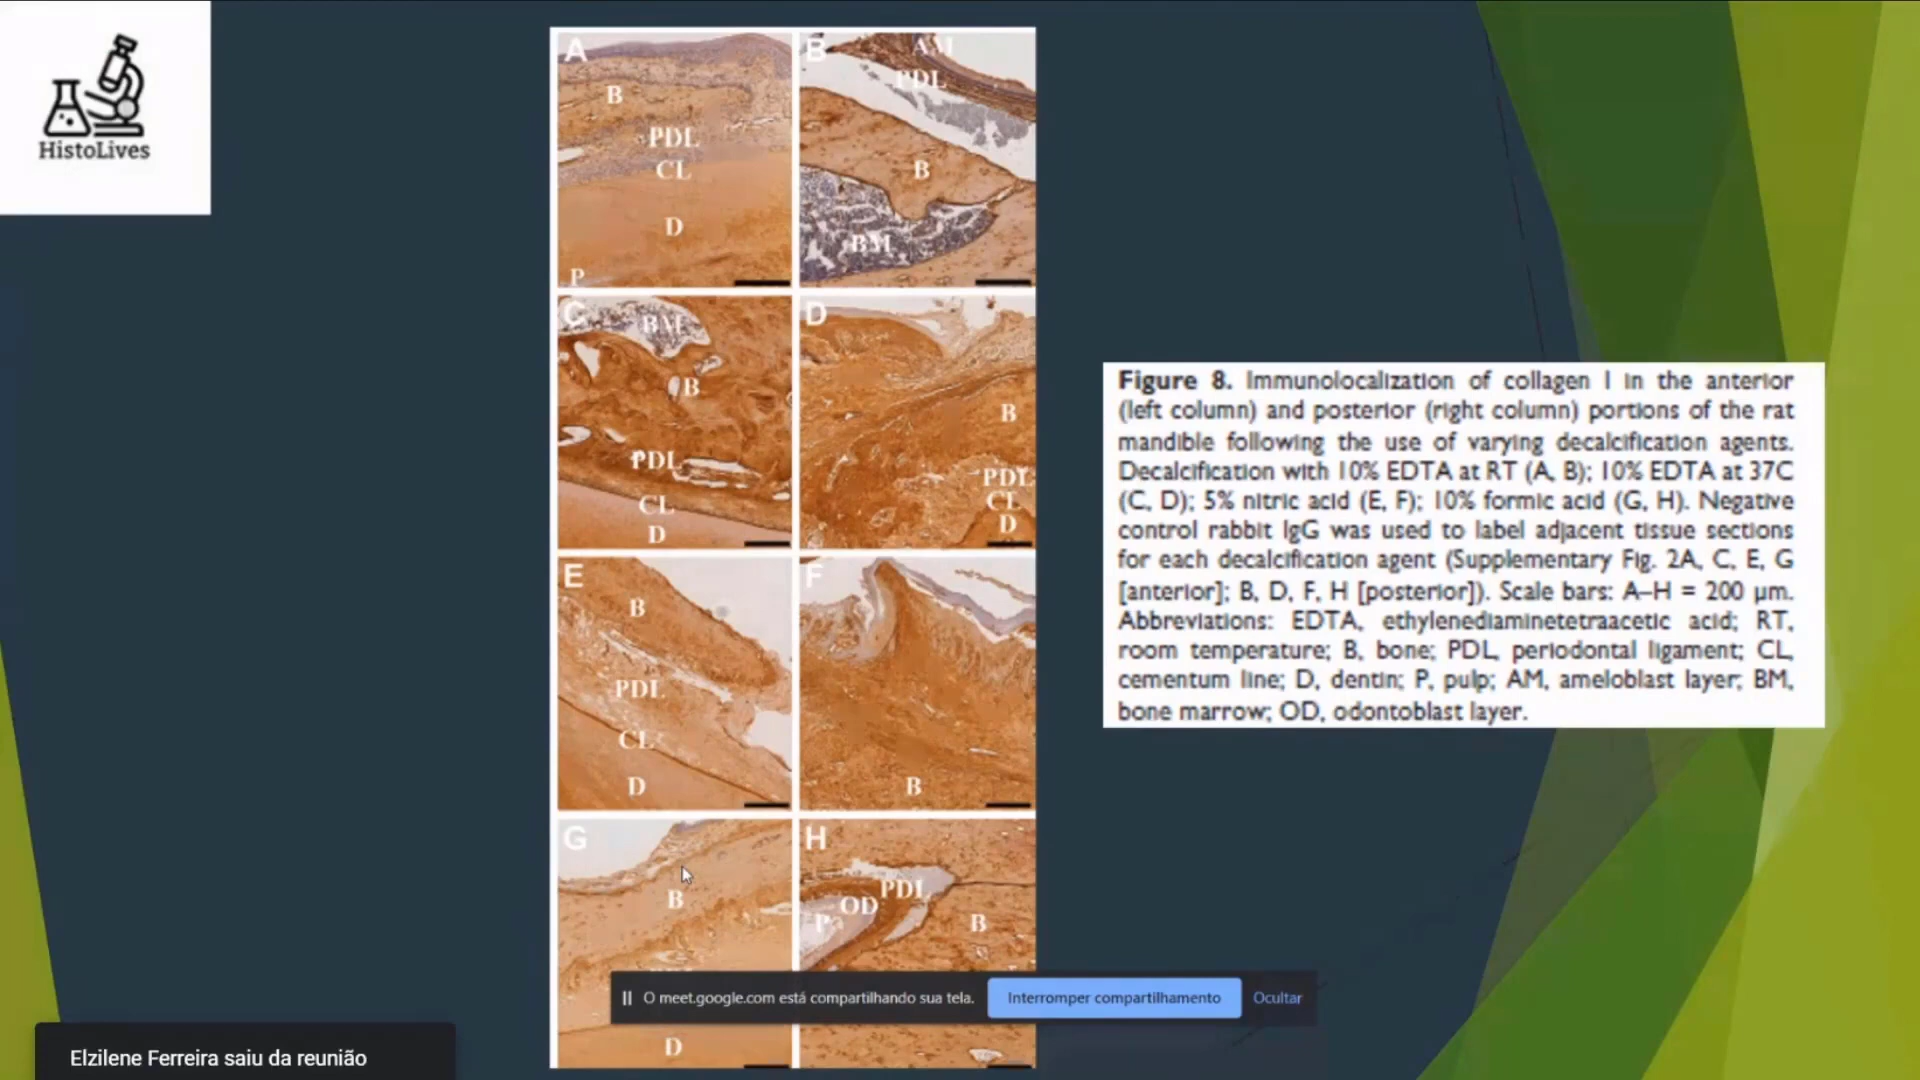 HistoLives
A
B
PDL
CL
D
P
B
AM
PDL
B
BM
C
BM
B
PDL
CL
D
D
B
PDL
CL
D
E
B
PDL
CL
D
F
B
G
B
D
H
PDL
OD
P
B
Figure 8. Immunolocalization of collagen I in the anterior
(left column) and posterior (right column) portions of the rat
mandible following the use of varying decalcification agents.
Decalcification with 10% EDTA at RT (A, B); 10% EDTA at 37C
(C, D); 5% nitric acid (E, F); 10% formic acid (G, H). Negative
control rabbit IgG was used to label adjacent tissue sections
for each decalcification agent (Supplementary Fig. 2A, C, E, G
[anterior]; B, D, F, H [posterior]). Scale bars: A–H = 200 µm.
Abbreviations: EDTA, ethylenediaminetetraacetic acid; RT,
room temperature; B, bone; PDL, periodontal ligament; CL,
cementum line; D, dentin; P, pulp; AM, ameloblast layer; BM,
bone marrow; OD, odontoblast layer.
O meet.google.com está compartilhando sua tela.
Interromper compartilhamento
Ocultar
Elzilene Ferreira saiu da reunião